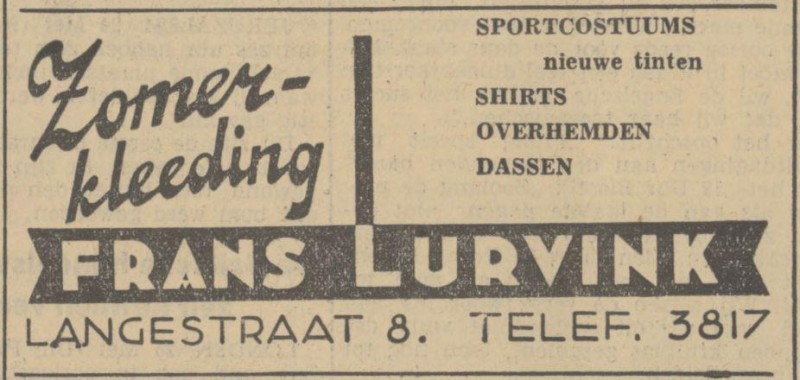 Zomer-
kleeding
SPORTCOSTUUMS
nieuwe tinten
SHIRTS
OVERHEMDEN
DASSEN
FRANS LURVINK
LANGESTRAAT 8. TELEF. 3817